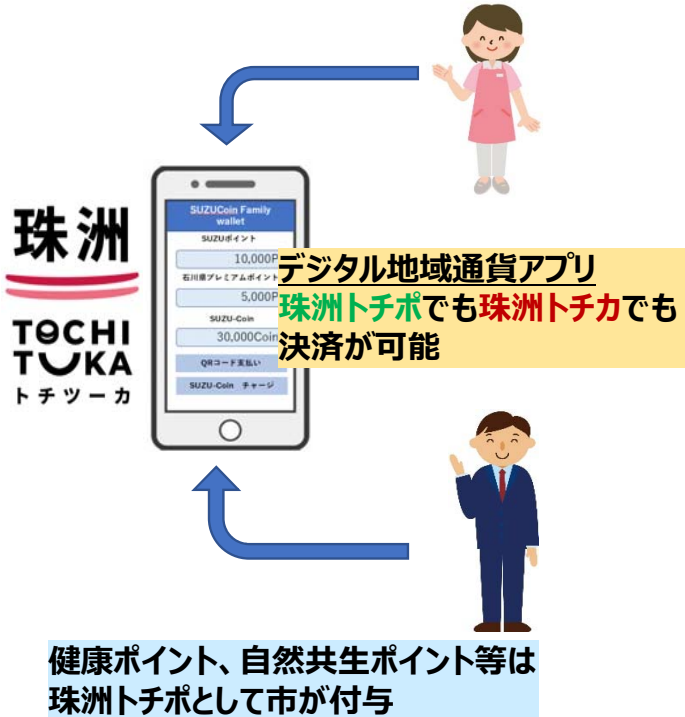 珠洲
TOCHI
TUKA
トチツーカ
SUZUCoin Family
wallet
SUZUポイント
10,000P
石川県プレミアムポイント
5,000P
SUZU-Coin
30,000Coin
QRコード支払い
SUZU-Coin チャージ
デジタル地域通貨アプリ
珠洲トチポでも珠洲トチカでも
決済が可能
健康ポイント、自然共生ポイント等は
珠洲トチポとして市が付与